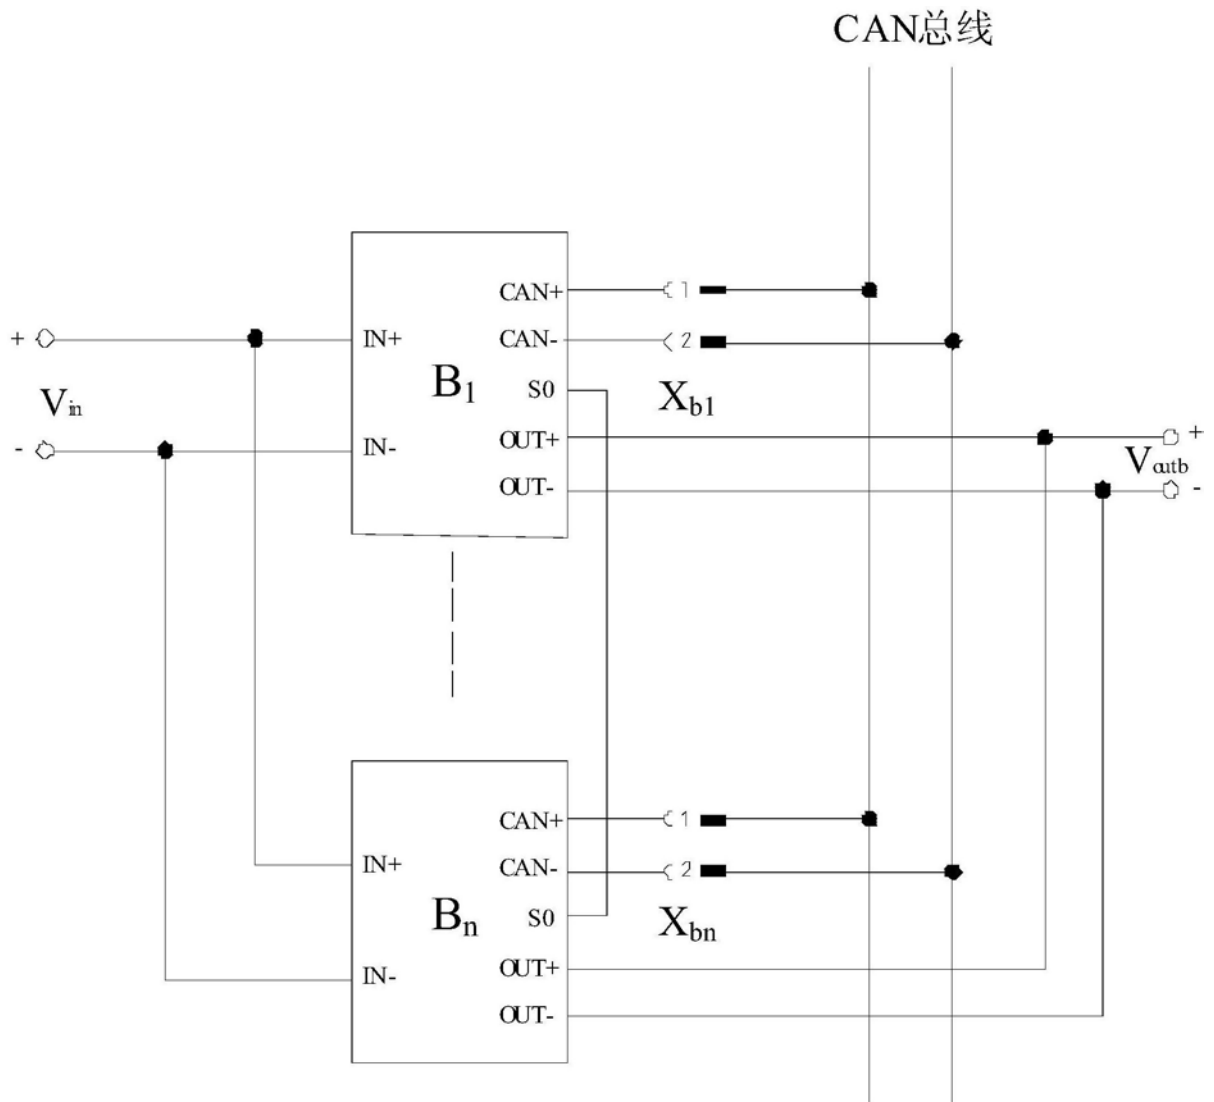 CAN总线
CAN+ 1
+ IN+ CAN- 2
B1 S0 Xb1
Vin
- IN- OUT+ +
Voutb
OUT- -
CAN+ 1
IN+ CAN- 2
Bn S0 Xbn
IN- OUT+
OUT-